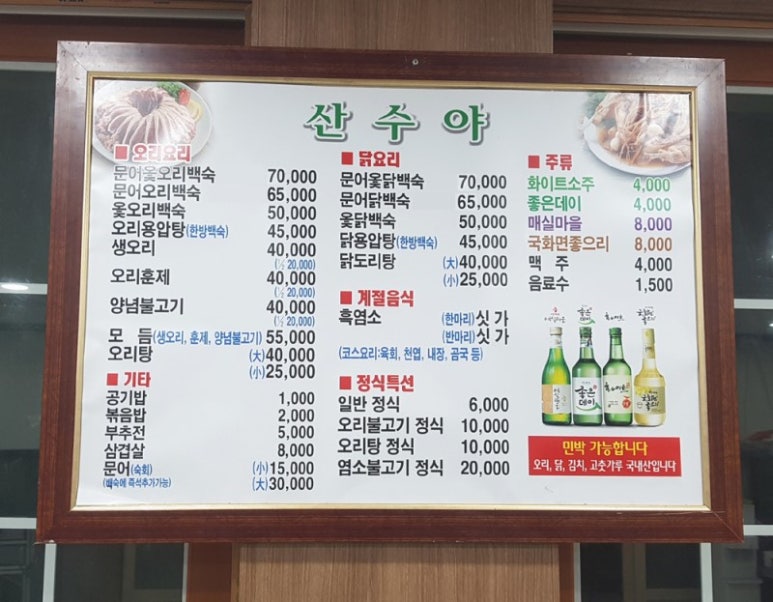 산수야
■ 오리요리
문어옻오리백숙 70,000
문어오리백숙 65,000
옻오리백숙 50,000
오리용압탕(한방백숙) 45,000
생오리 40,000
(½ 20,000)
오리훈제 40,000
(½ 20,000)
양념불고기 40,000
(½ 20,000)
모 듬(생오리, 훈제, 양념불고기) 55,000
오리탕 (大)40,000
(小)25,000
■ 기타
공기밥 1,000
볶음밥 2,000
부추전 5,000
삼겹살 8,000
문어(숙회) (小)15,000
(백숙에 즉석추가가능) (大)30,000
■ 닭요리
문어옻닭백숙 70,000
문어닭백숙 65,000
옻닭백숙 50,000
닭용압탕(한방백숙) 45,000
닭도리탕 (大)40,000
(小)25,000
■ 계절음식
흑염소 (한마리)싯가
(반마리)싯가
(코스요리:육회, 천엽, 내장, 곰국 등)
■ 정식특선
일반 정식 6,000
오리불고기 정식 10,000
오리탕 정식 10,000
염소불고기 정식 20,000
■ 주류
화이트소주 4,000
좋은데이 4,000
매실마을 8,000
국화면좋으리 8,000
맥 주 4,000
음료수 1,500
좋은데이
좋은
데이
민박 가능합니다
오리, 닭, 김치, 고춧가루 국내산입니다